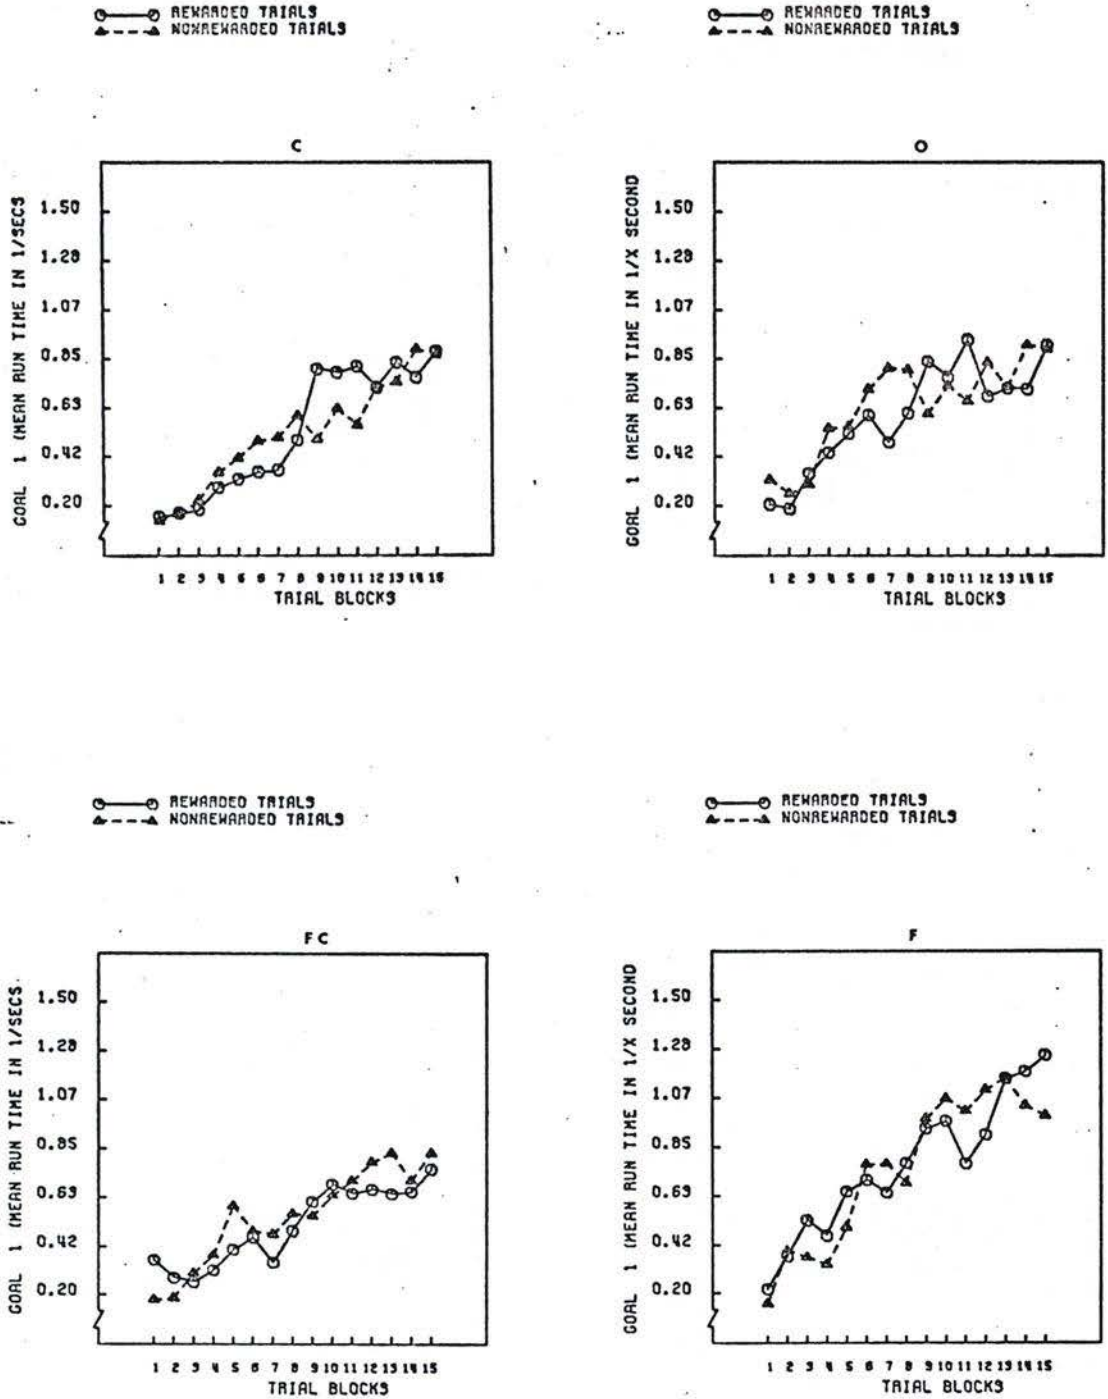 REWARDED TRIALS
NONREWARDED TRIALS
C
GOAL 1 (MEAN RUN TIME IN 1/SECS
1.50
1.28
1.07
0.85
0.63
0.42
0.20
1 2 3 4 5 6 7 8 9 10 11 12 13 14 15
TRIAL BLOCKS
REWARDED TRIALS
NONREWARDED TRIALS
O
GOAL 1 (MEAN RUN TIME IN 1/X SECOND
1.50
1.28
1.07
0.85
0.63
0.42
0.20
1 2 3 4 5 6 7 8 9 10 11 12 13 14 15
TRIAL BLOCKS
REWARDED TRIALS
NONREWARDED TRIALS
FC
GOAL 1 (MEAN RUN TIME IN 1/SECS.
1.50
1.28
1.07
0.85
0.63
0.42
0.20
1 2 3 4 5 6 7 8 9 10 11 12 13 14 15
TRIAL BLOCKS
REWARDED TRIALS
NONREWARDED TRIALS
F
GOAL 1 (MEAN RUN TIME IN 1/X SECOND
1.50
1.28
1.07
0.85
0.63
0.42
0.20
1 2 3 4 5 6 7 8 9 10 11 12 13 14 15
TRIAL BLOCKS